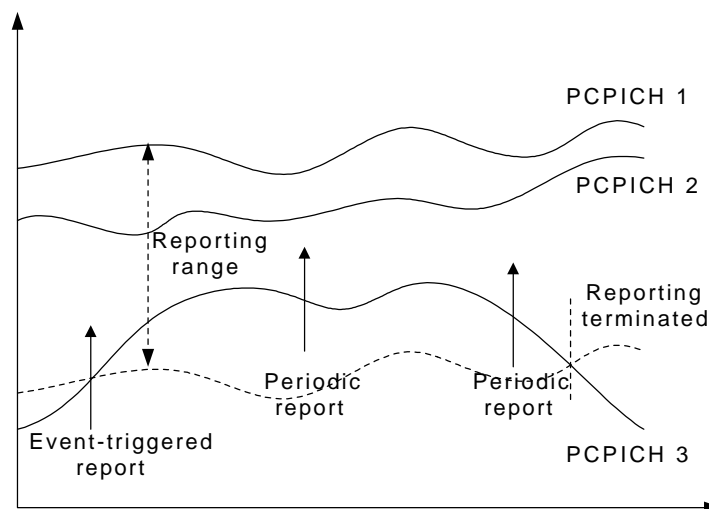 PCPICH 1
PCPICH 2
Reporting
range
Reporting
terminated
Periodic
report
Periodic
report
Event-triggered
report
PCPICH 3